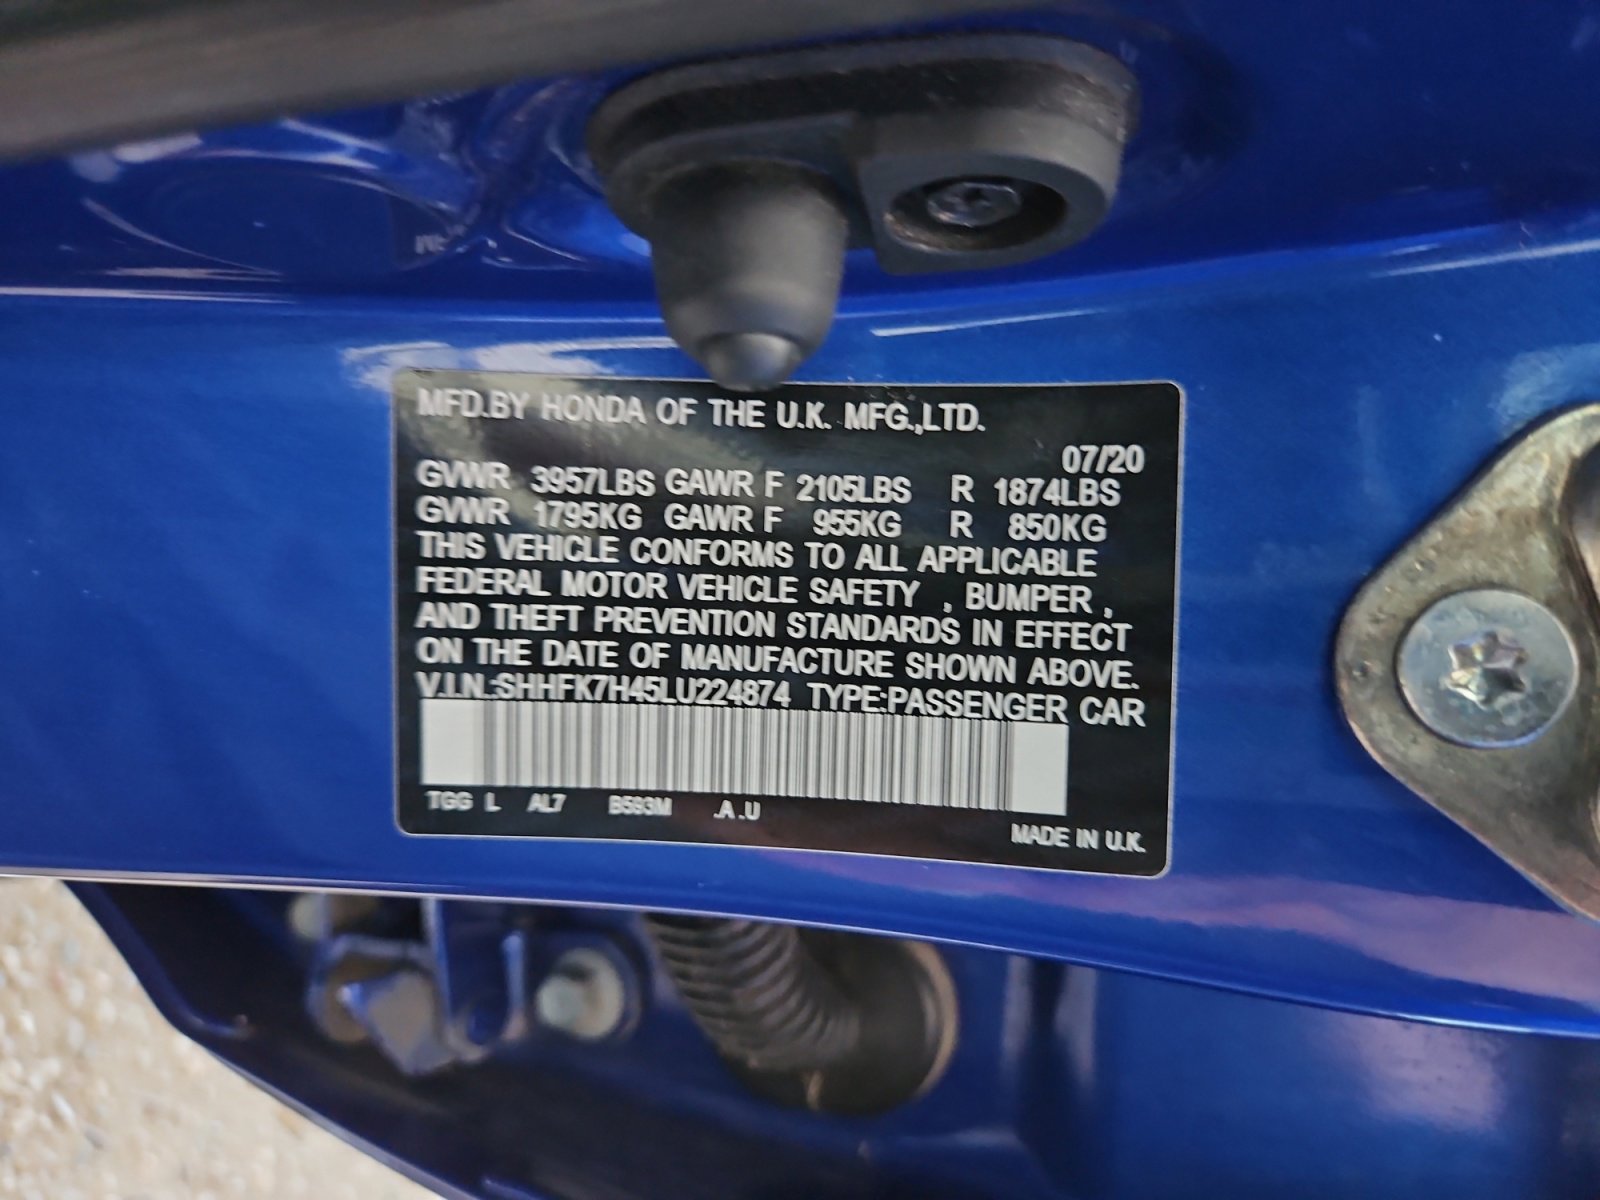 MFD.BY HONDA OF THE U.K. MFG.,LTD.
07/20
GVWR 3957LBS GAWR F 2105LBS R 1874LBS
GVWR 1795KG GAWR F 955KG R 850KG
THIS VEHICLE CONFORMS TO ALL APPLICABLE
FEDERAL MOTOR VEHICLE SAFETY , BUMPER ,
AND THEFT PREVENTION STANDARDS IN EFFECT
ON THE DATE OF MANUFACTURE SHOWN ABOVE.
V.I.N.:SHHFK7H45LU224874 TYPE:PASSENGER CAR
TGG L AL7 B593M .A .U
MADE IN U.K.